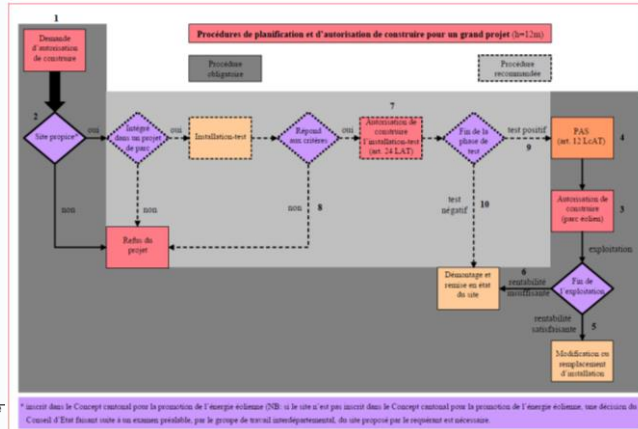 1
Procédures de planification et d'autorisation de construire pour un grand projet (h=12m)
Demande
d'autorisation
de construire
Procédure
obligatoire
Procédure
recommandée
2
Site propice*
oui
Intégré
dans un projet de
parc
oui
Installation-test
Répond
aux critères
oui
7
Autorisation de
construire
l'installation-test
(art. 24 LAT)
Fin de la
phase de
test
test positif
9
PAS
(art. 12 LcAT)
4
non
non
non
8
test
négatif
10
Autorisation de
construire
(parc éolien)
3
Refus du
projet
exploitation
Démontage et
remise en état
du site
6
rentabilité
insuffisante
Fin de
l'exploitation
rentabilité
satisfaisante
5
Modification ou
remplacement
d'installation
* inscrit dans le Concept cantonal pour la promotion de l'énergie éolienne (NB: si le site n'est pas inscrit dans le Concept cantonal pour la promotion de l'énergie éolienne, une décision du
Conseil d'Etat faisant suite à un examen préalable, par le groupe de travail interdépartemental, du site proposé par le requérant est nécessaire.